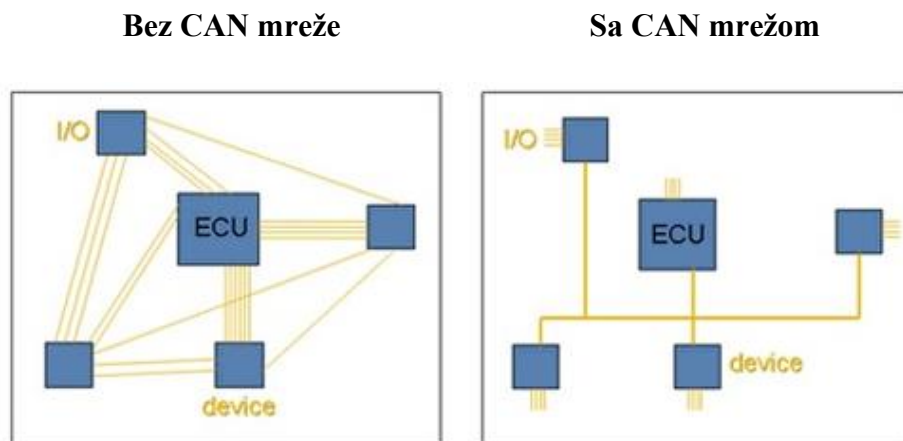 Bez CAN mreže
Sa CAN mrežom
I/O
ECU
device
I/O
ECU
device